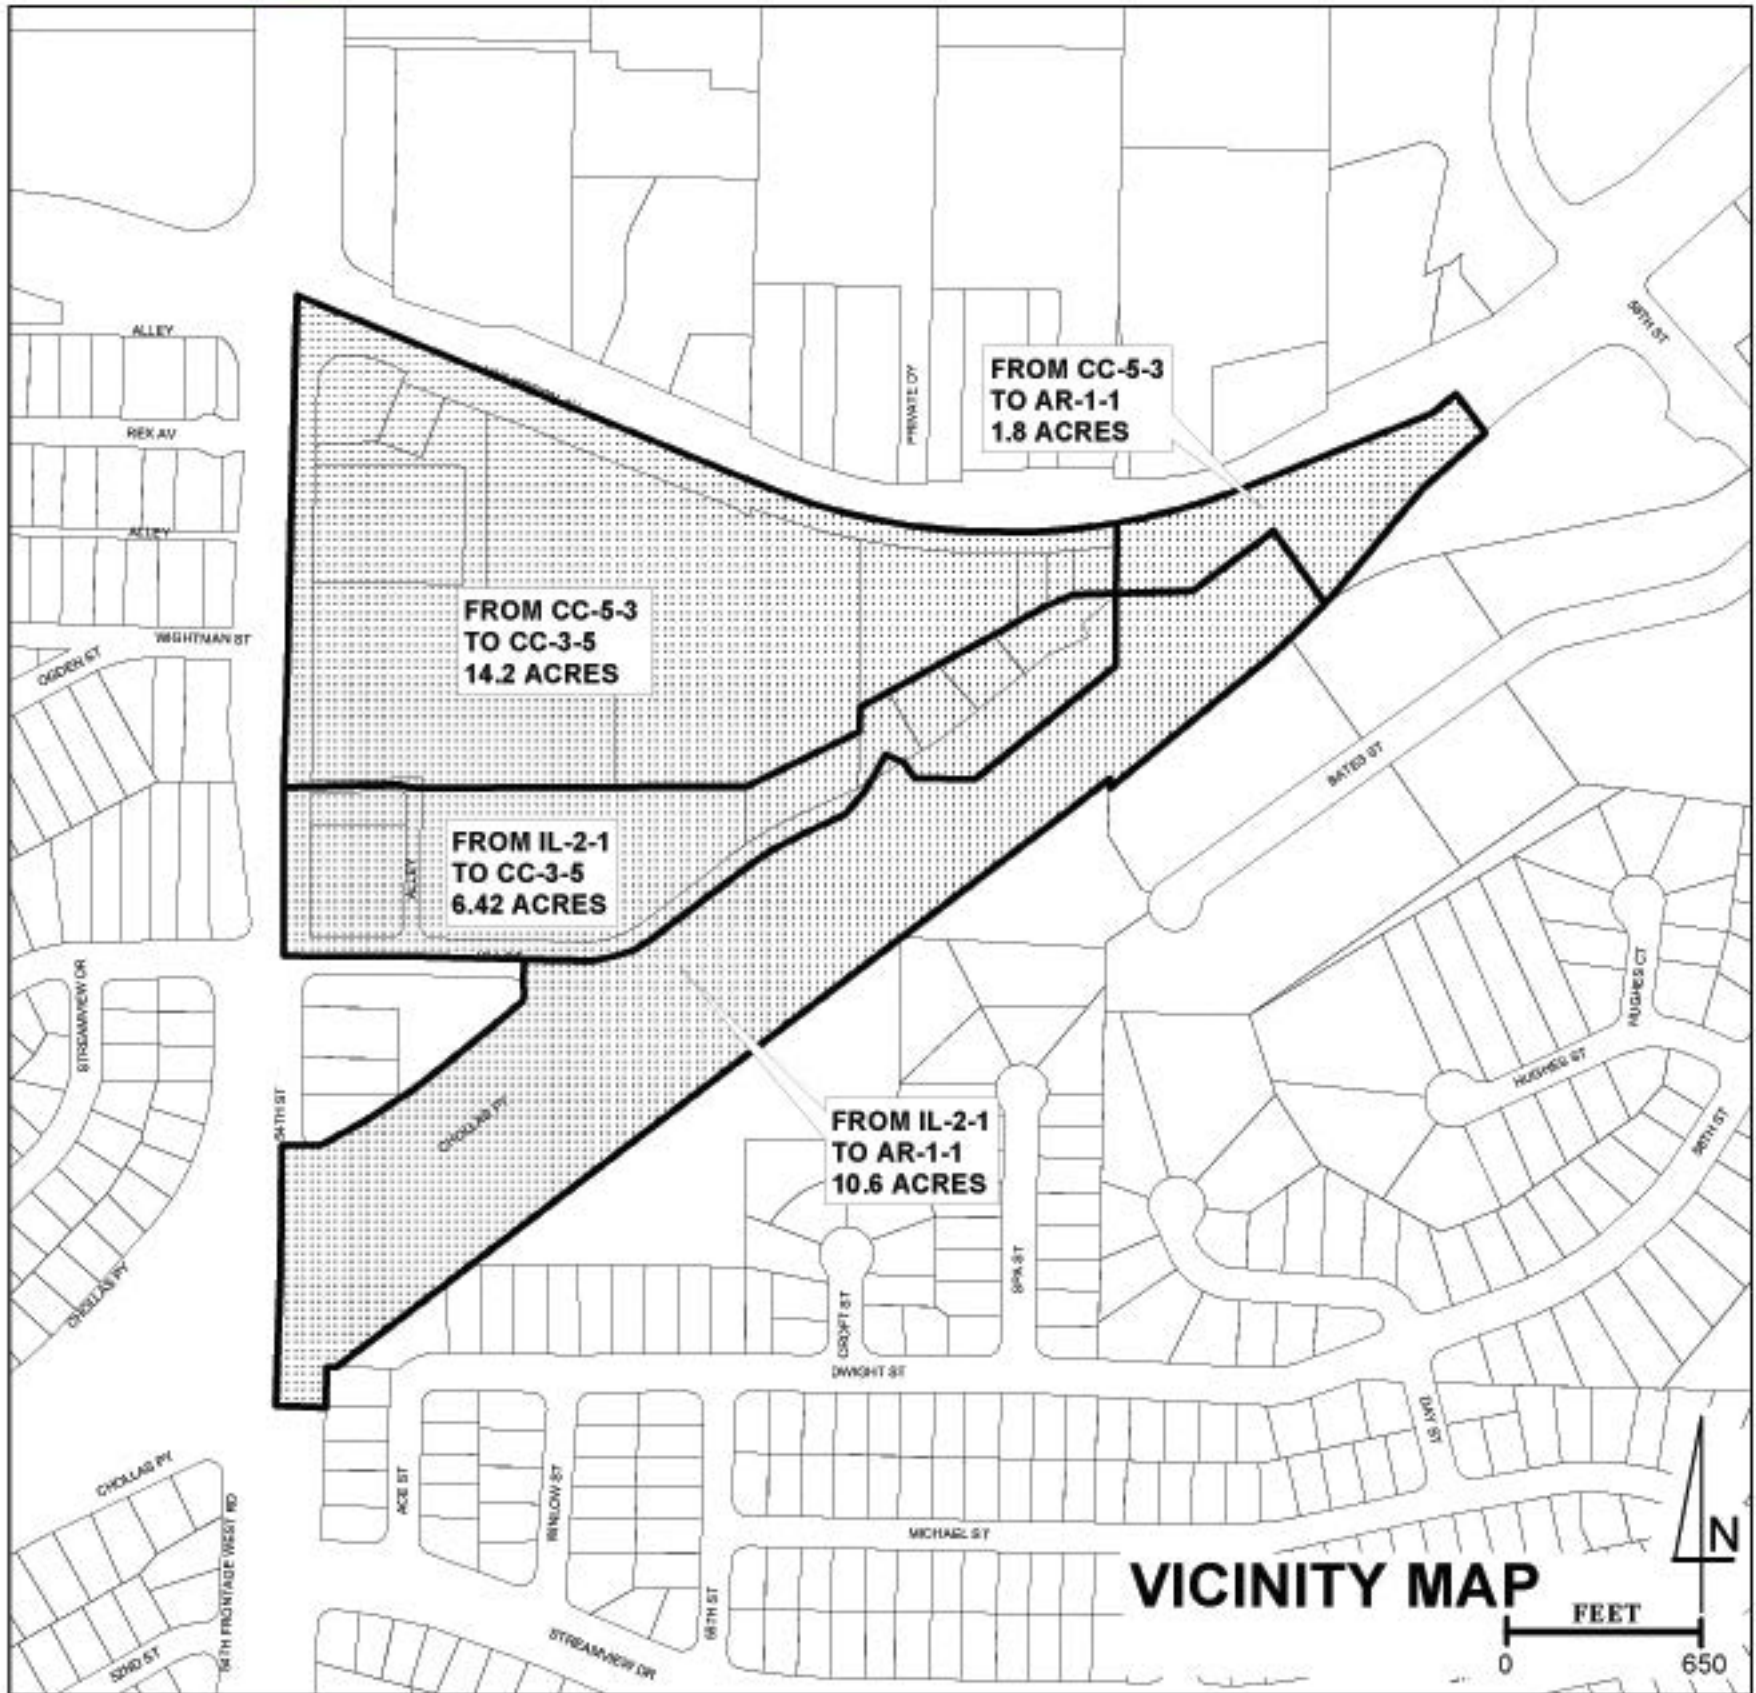 ALLEY
REX AV
ALLEY
WIGHTMAN ST
OGDEN ST
PRIVATE DY
58TH ST
FROM CC-5-3
TO AR-1-1
1.8 ACRES
FROM CC-5-3
TO CC-3-5
14.2 ACRES
FROM IL-2-1
TO CC-3-5
6.42 ACRES
ALLEY
BATES ST
STREAMVIEW DR
54TH ST
CHOLLAS PY
CHOLLAS PY
FROM IL-2-1
TO AR-1-1
10.6 ACRES
HUGHES CT
HUGHES ST
58TH ST
SPA ST
CROFT ST
DWIGHT ST
DAY ST
CHOLLAS PY
54TH FRONTAGE WEST RD
52ND ST
ACE ST
WINLOW ST
55TH ST
MICHAEL ST
STREAMVIEW DR
N
VICINITY MAP
FEET
0 650